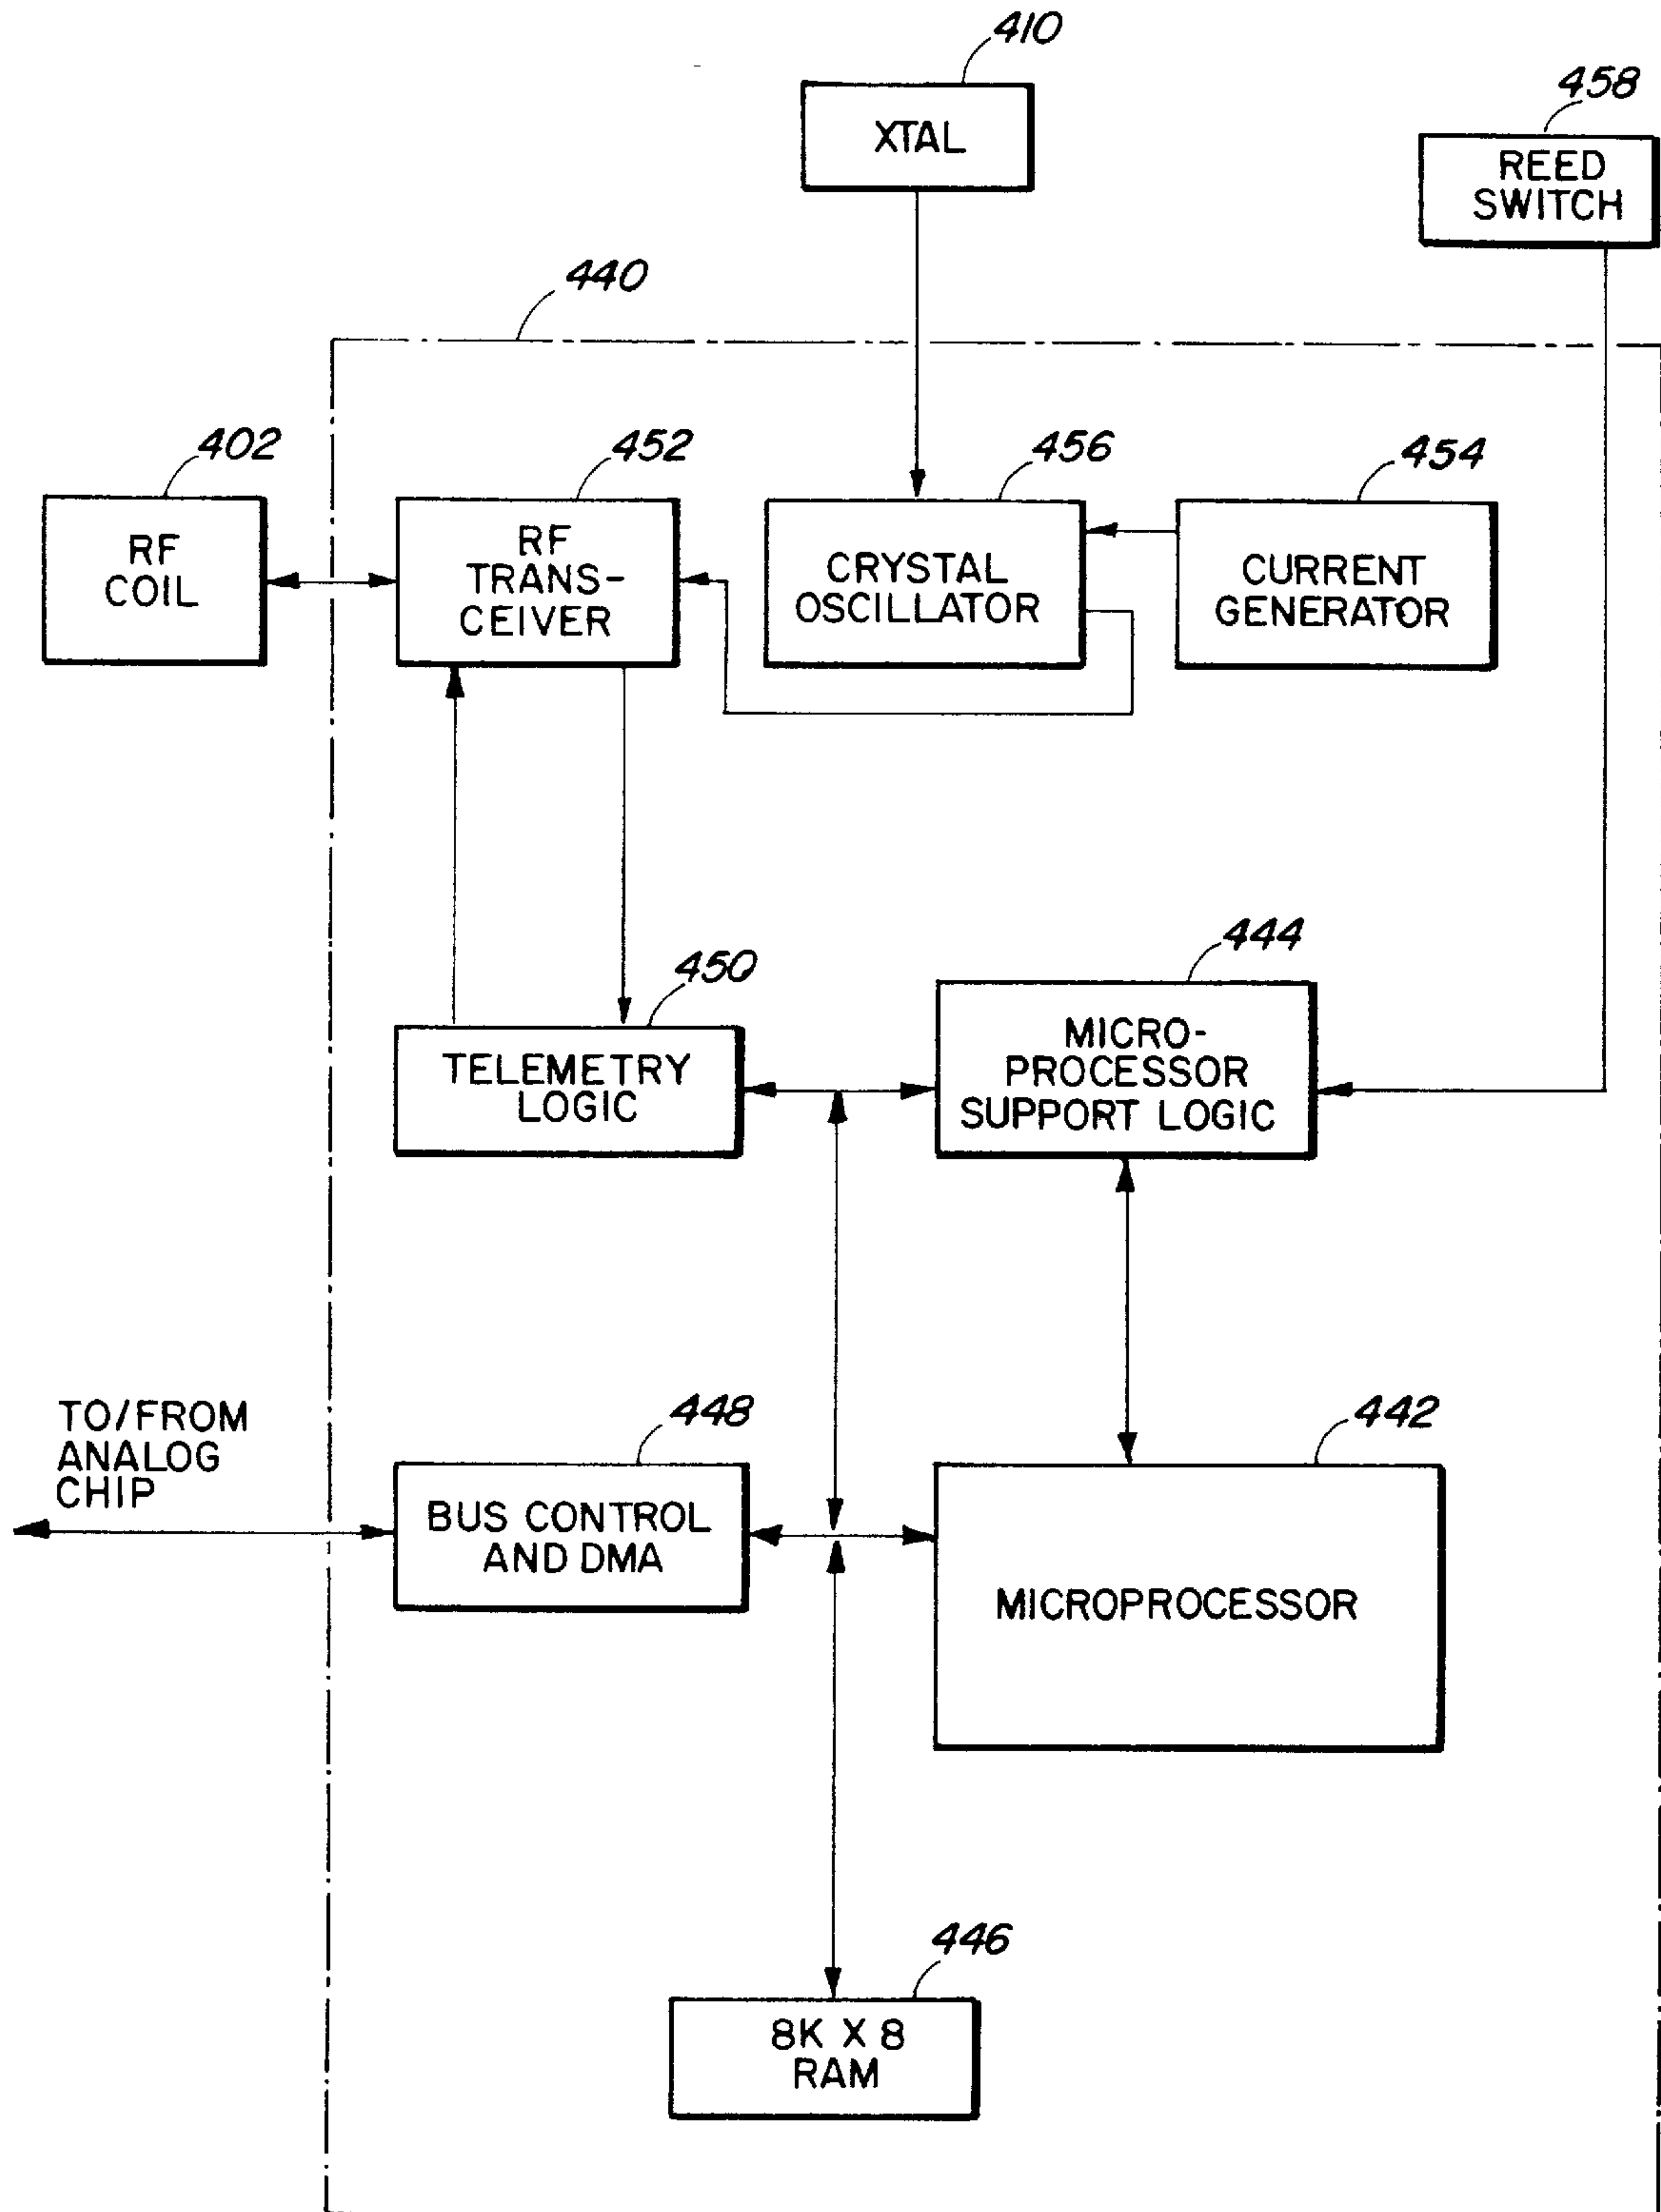 410
XTAL
458
REED
SWITCH
440
402
RF
COIL
452
RF
TRANS-
CEIVER
456
CRYSTAL
OSCILLATOR
454
CURRENT
GENERATOR
450
TELEMETRY
LOGIC
444
MICRO-
PROCESSOR
SUPPORT LOGIC
TO/FROM
ANALOG
CHIP
448
BUS CONTROL
AND DMA
442
MICROPROCESSOR
446
8K X 8
RAM